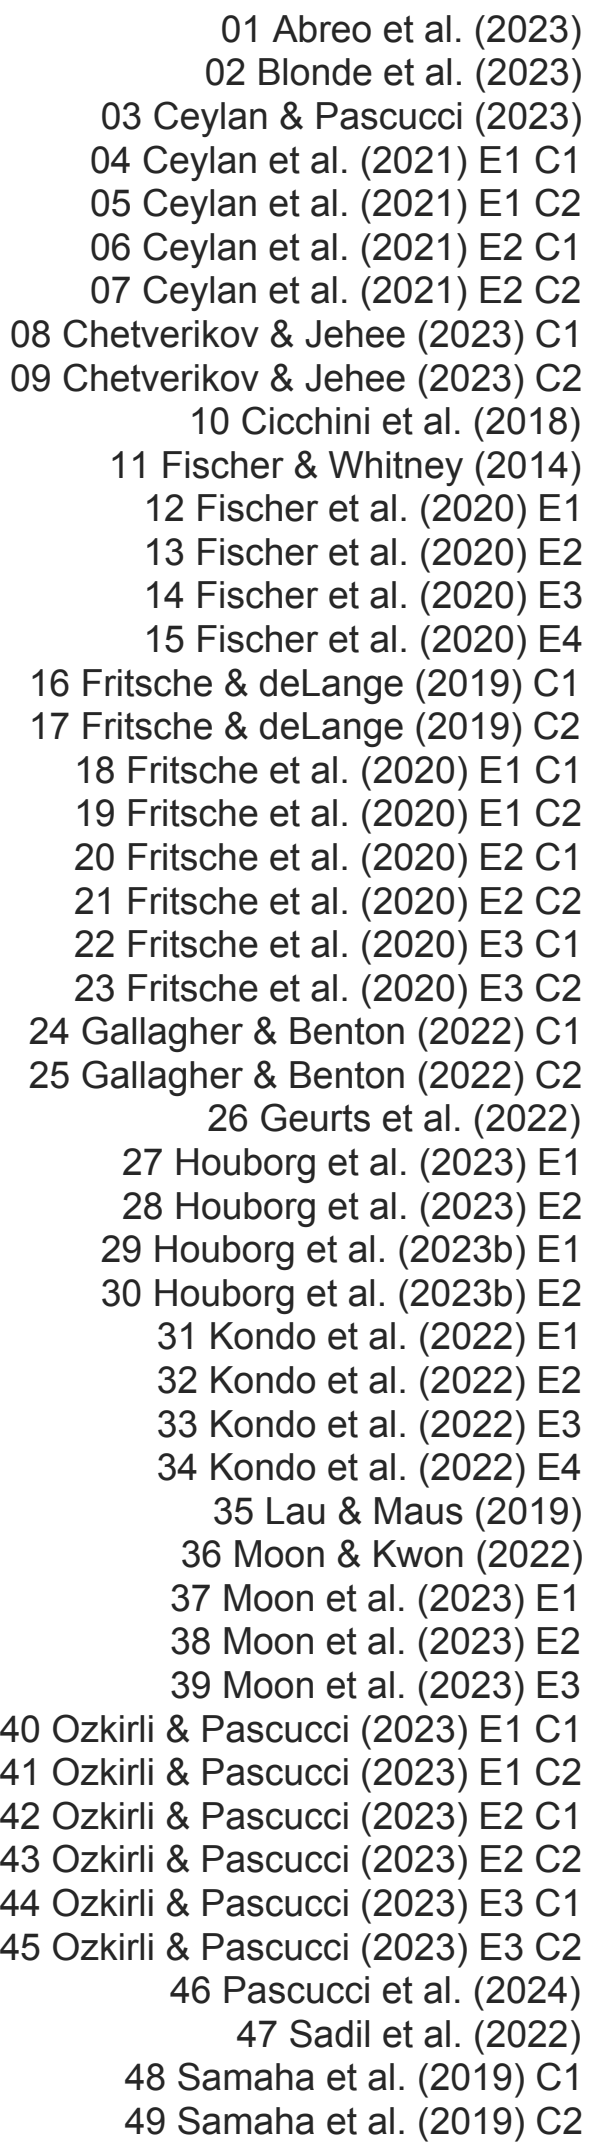 01 Abreo et al. (2023)
02 Blonde et al. (2023)
03 Ceylan & Pascucci (2023)
04 Ceylan et al. (2021) E1 C1
05 Ceylan et al. (2021) E1 C2
06 Ceylan et al. (2021) E2 C1
07 Ceylan et al. (2021) E2 C2
08 Chetverikov & Jehee (2023) C1
09 Chetverikov & Jehee (2023) C2
10 Cicchini et al. (2018)
11 Fischer & Whitney (2014)
12 Fischer et al. (2020) E1
13 Fischer et al. (2020) E2
14 Fischer et al. (2020) E3
15 Fischer et al. (2020) E4
16 Fritsche & deLange (2019) C1
17 Fritsche & deLange (2019) C2
18 Fritsche et al. (2020) E1 C1
19 Fritsche et al. (2020) E1 C2
20 Fritsche et al. (2020) E2 C1
21 Fritsche et al. (2020) E2 C2
22 Fritsche et al. (2020) E3 C1
23 Fritsche et al. (2020) E3 C2
24 Gallagher & Benton (2022) C1
25 Gallagher & Benton (2022) C2
26 Geurts et al. (2022)
27 Houborg et al. (2023) E1
28 Houborg et al. (2023) E2
29 Houborg et al. (2023b) E1
30 Houborg et al. (2023b) E2
31 Kondo et al. (2022) E1
32 Kondo et al. (2022) E2
33 Kondo et al. (2022) E3
34 Kondo et al. (2022) E4
35 Lau & Maus (2019)
36 Moon & Kwon (2022)
37 Moon et al. (2023) E1
38 Moon et al. (2023) E2
39 Moon et al. (2023) E3
40 Ozkirli & Pascucci (2023) E1 C1
41 Ozkirli & Pascucci (2023) E1 C2
42 Ozkirli & Pascucci (2023) E2 C1
43 Ozkirli & Pascucci (2023) E2 C2
44 Ozkirli & Pascucci (2023) E3 C1
45 Ozkirli & Pascucci (2023) E3 C2
46 Pascucci et al. (2024)
47 Sadil et al. (2022)
48 Samaha et al. (2019) C1
49 Samaha et al. (2019) C2